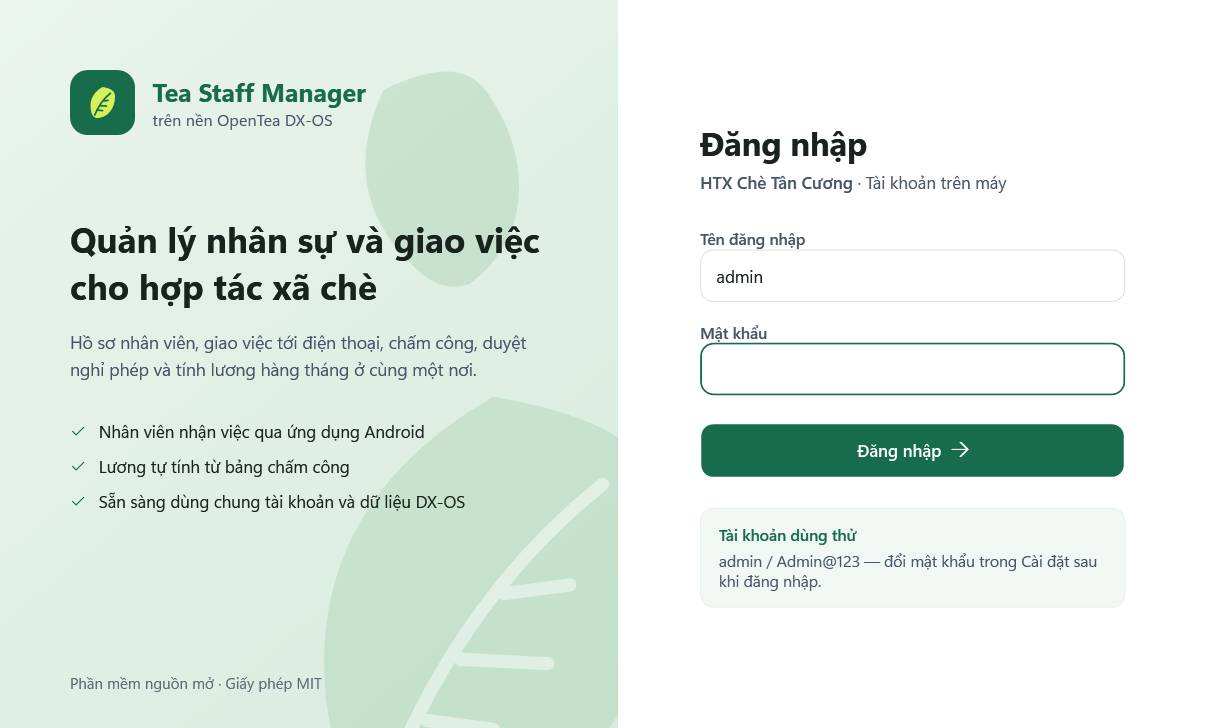 Tea Staff Manager
trên nền OpenTea DX-OS
Quản lý nhân sự và giao việc
cho hợp tác xã chè
Hồ sơ nhân viên, giao việc tới điện thoại, chấm công, duyệt
nghỉ phép và tính lương hàng tháng ở cùng một nơi.
Nhân viên nhận việc qua ứng dụng Android
Lương tự tính từ bảng chấm công
Sẵn sàng dùng chung tài khoản và dữ liệu DX-OS
Phần mềm nguồn mở · Giấy phép MIT
Đăng nhập
HTX Chè Tân Cương · Tài khoản trên máy
Tên đăng nhập
admin
Mật khẩu
Đăng nhập →
Tài khoản dùng thử
admin / Admin@123 — đổi mật khẩu trong Cài đặt sau
khi đăng nhập.